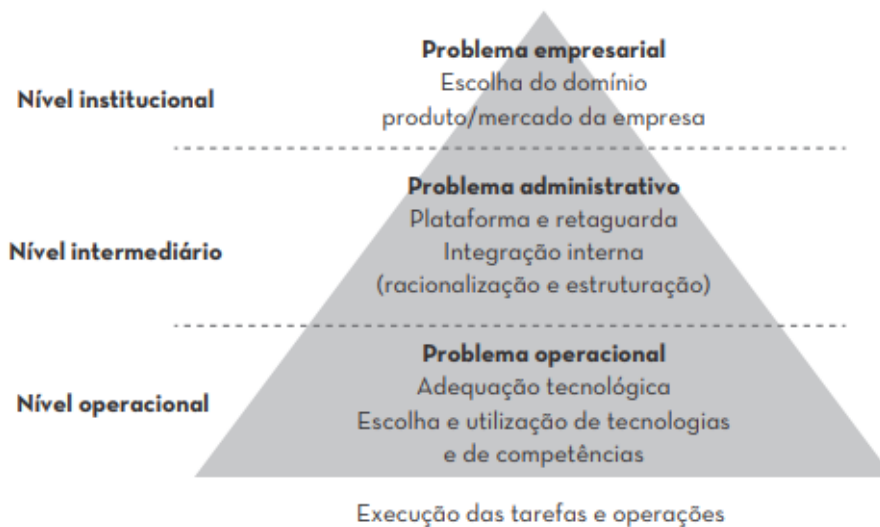 Problema empresarial
Escolha do domínio
Nível institucional
produto/mercado da empresa
Problema administrativo
Plataforma e retaguarda
Nível intermediário
Integração interna
(racionalização e estruturação)
Problema operacional
Adequação tecnológica
Nível operacional
Escolha e utilização de tecnologias
e de competências
Execução das tarefas e operações